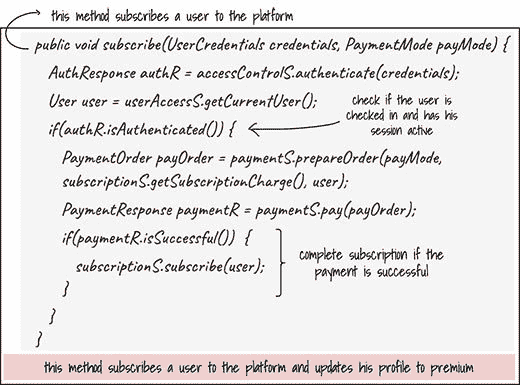 this method subscribes a user to the platform
public void subscribe(UserCredentials credentials, PaymentMode payMode) {
AuthResponse authR = accessControlS.authenticate(credentials);
User user = userAccessS.getCurrentUser();
if(authR.isAuthenticated()) {
check if the user is
checked in and has his
session active
PaymentOrder payOrder = paymentS.prepareOrder(payMode,
subscriptionS.getSubscriptionCharge(), user);
PaymentResponse paymentR = paymentS.pay(payOrder);
if(paymentR.isSuccessful()) {
subscriptionS.subscribe(user);
complete subscription if the
payment is successful
}
}
}
this method subscribes a user to the platform and updates his profile to premium